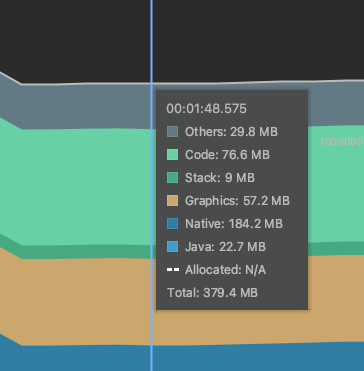 00:01:48.575
Others: 29.8 MB
Code: 76.6 MB
1000000
Stack: 9 MB
Graphics: 57.2 MB
Native: 184.2 MB
Java: 22.7 MB
Allocated: N/A
Total: 379.4 MB